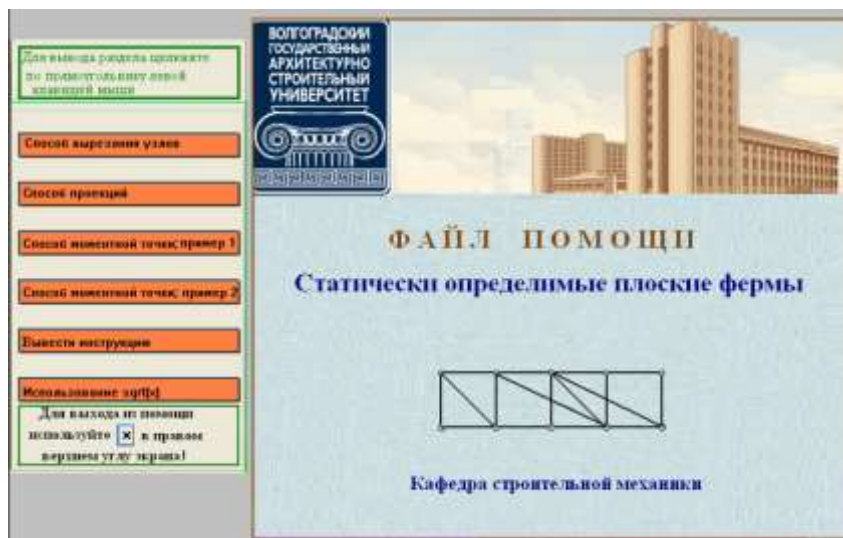 Для вывода раздела щелкните
по прямоугольнику левой
клавишей мыши
Способ вырезания узлов
Способ проекций
Способ моментной точки; пример 1
Способ моментной точки; пример 2
Вывести инструкцию
Использование sqrt(x)
Для выхода из помощи
используйте × в правом
верхнем углу экрана!
ВОЛГОГРАДСКИЙ
ГОСУДАРСТВЕННЫЙ
АРХИТЕКТУРНО
СТРОИТЕЛЬНЫЙ
УНИВЕРСИТЕТ
ФАЙЛ ПОМОЩИ
Статически определимые плоские фермы
Кафедра строительной механики